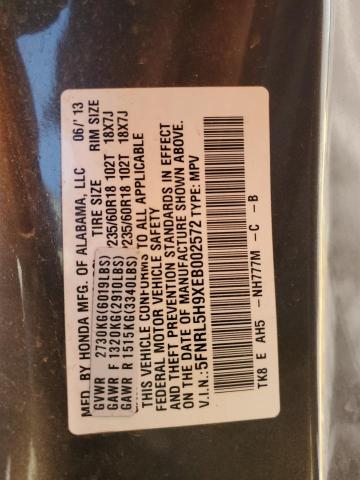 MFD. BY HONDA MFG. OF ALABAMA, LLC 06/'13
TIRE SIZE RIM SIZE
GVWR 2730KG(6019LBS)
GAWR F 1320KG(2910LBS) P235/60R18 102T 18X7J
GAWR R 1515KG(3340LBS) P235/60R18 102T 18X7J
THIS VEHICLE CONFORMS TO ALL APPLICABLE
FEDERAL MOTOR VEHICLE SAFETY
AND THEFT PREVENTION STANDARDS IN EFFECT
ON THE DATE OF MANUFACTURE SHOWN ABOVE.
V.I.N.:5FNRL5H9XEB002572 TYPE: MPV
TK8 E AH5 -NH777M - C - B